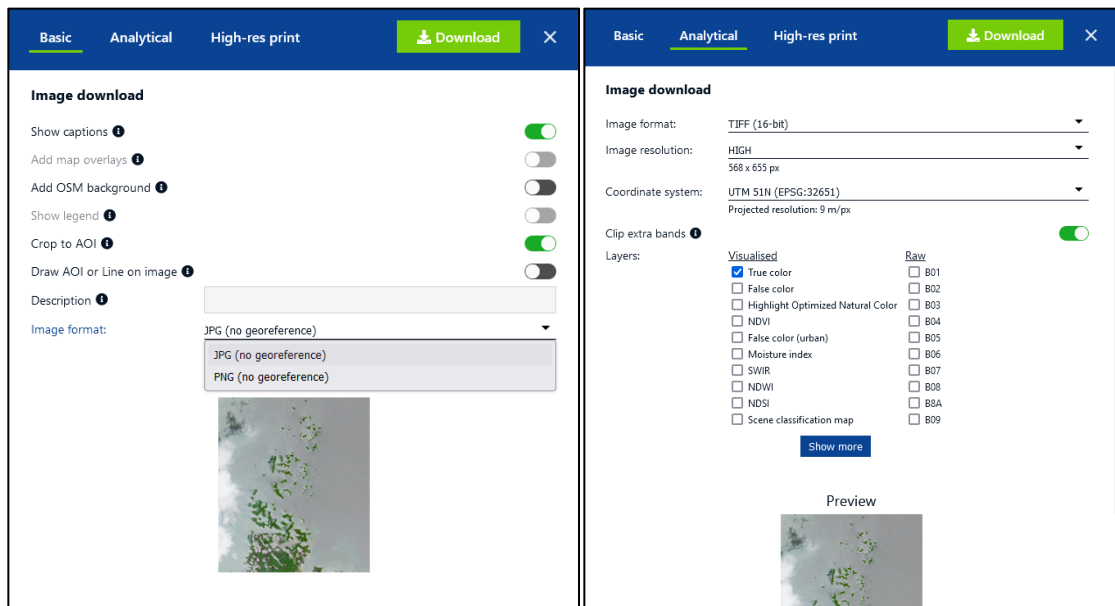 Basic Analytical High-res print Download
Image download
Show captions
Add map overlays
Add OSM background
Show legend
Crop to AOI
Draw AOI or Line on image
Description
Image format: JPG (no georeference)
JPG (no georeference)
PNG (no georeference)
Basic Analytical High-res print Download
Image download
Image format: TIFF (16-bit)
Image resolution: HIGH
568 x 655 px
Coordinate system: UTM 51N (EPSG:32651)
Projected resolution: 9 m/px
Clip extra bands
Layers: Visualised Raw
True color B01
False color B02
Highlight Optimized Natural Color B03
NDVI B04
False color (urban) B05
Moisture index B06
SWIR B07
NDWI B08
NDSI B8A
Scene classification map B09
Show more
Preview